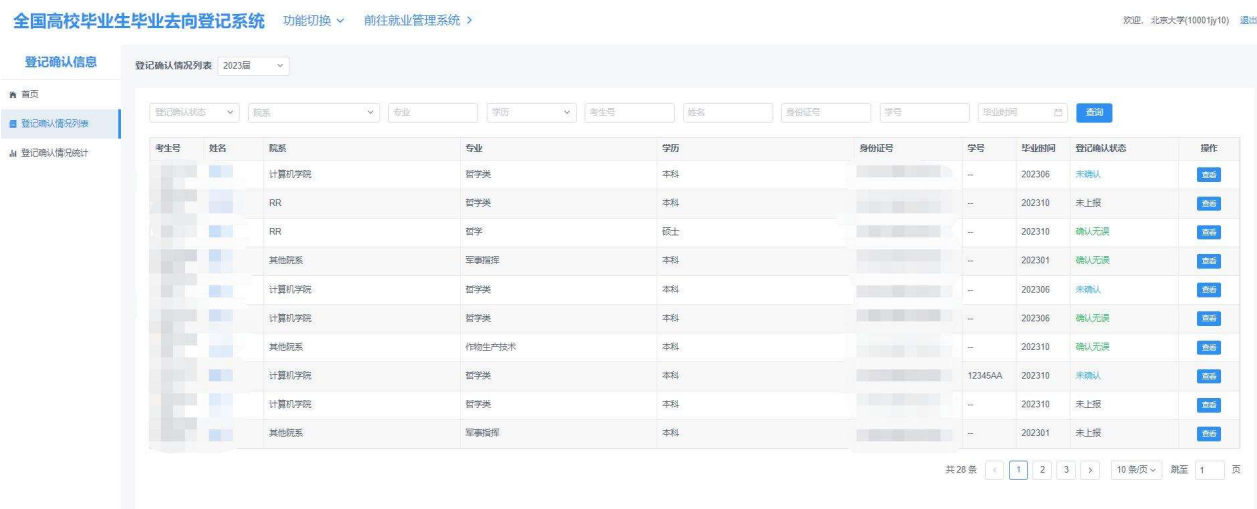 全国高校毕业生毕业去向登记系统 功能切换 前往就业管理系统 > 欢迎, 北京大学(10001jy10) 退出
登记确认信息 登记确认情况列表 2023届
首页
登记确认情况列表
登记确认情况统计
登记确认状态 院系 专业 学历 考生号 姓名 身份证号 学号 毕业时间 查询
考生号 姓名 院系 专业 学历 身份证号 学号 毕业时间 登记确认状态 操作
计算机学院 哲学类 本科 -- 202306 未确认 查看
RR 哲学类 本科 -- 202310 未上报 查看
RR 哲学 硕士 -- 202310 确认无误 查看
其他院系 军事指挥 本科 -- 202301 确认无误 查看
计算机学院 哲学类 本科 -- 202306 未确认 查看
计算机学院 哲学类 本科 -- 202306 确认无误 查看
其他院系 作物生产技术 本科 -- 202310 确认无误 查看
计算机学院 哲学类 本科 12345AA 202310 未确认 查看
计算机学院 哲学类 本科 -- 202310 未上报 查看
其他院系 军事指挥 本科 -- 202301 未上报 查看
共 28 条 < 1 2 3 > 10 条/页 跳至 1 页